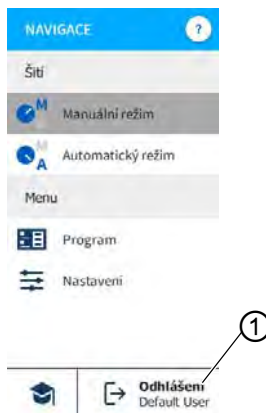 NAVIGACE ?
Šití
M Manuální režim
M
A Automatický režim
Menu
Program
Nastavení
1
Odhlášení
Default User